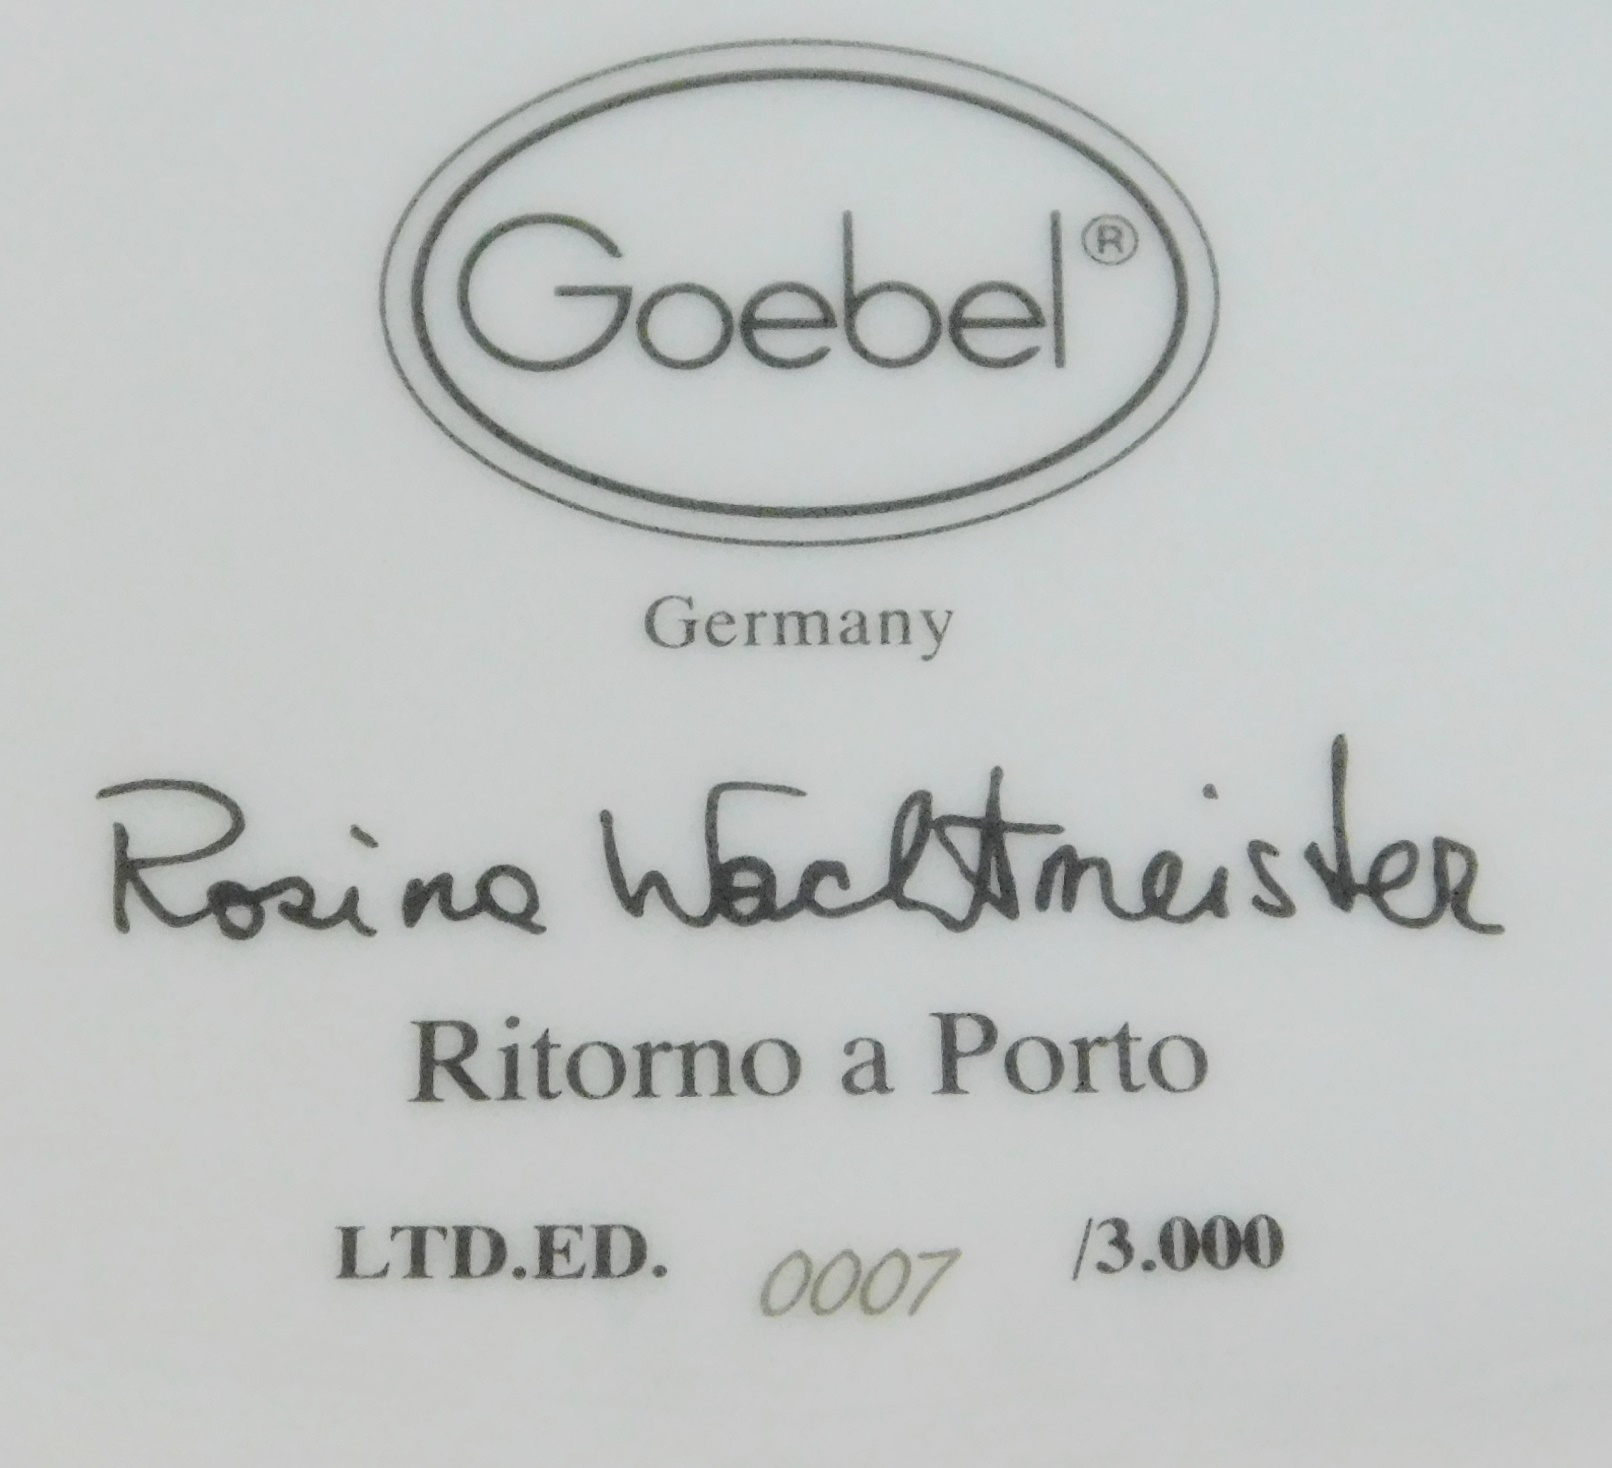 Goebel®
Germany
Rosina Wachtmeister
Ritorno a Porto
LTD.ED. 0007 /3.000